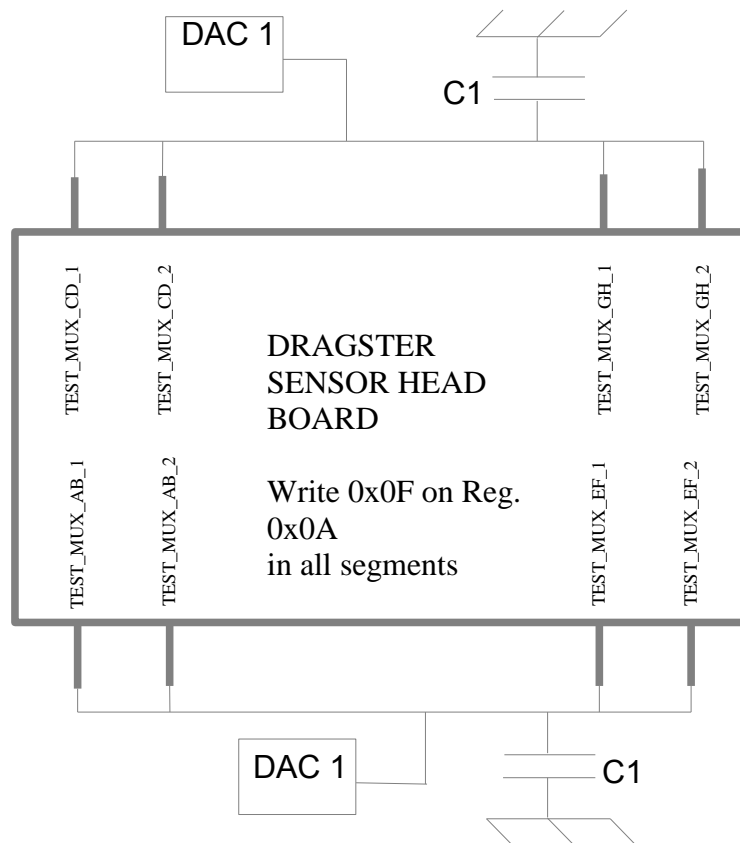 DAC 1
C1
TEST_MUX_CD_1
TEST_MUX_CD_2
TEST_MUX_GH_1
TEST_MUX_GH_2
DRAGSTER
SENSOR HEAD
BOARD
Write 0x0F on Reg.
0x0A
in all segments
TEST_MUX_AB_1
TEST_MUX_AB_2
TEST_MUX_EF_1
TEST_MUX_EF_2
DAC 1
C1